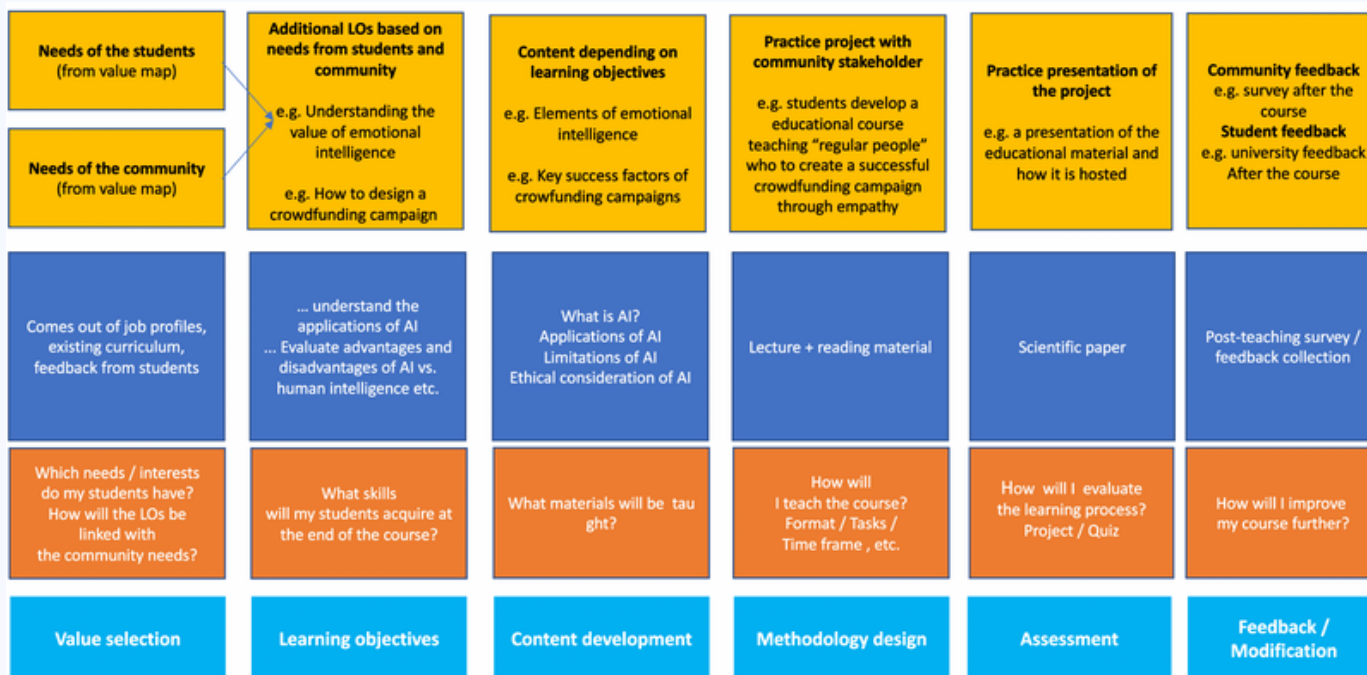 Needs of the students
(from value map)
Needs of the community
(from value map)
Additional LOs based on
needs from students and
community
e.g. Understanding the
value of emotional
intelligence
e.g. How to design a
crowdfunding campaign
Content depending on
learning objectives
e.g. Elements of emotional
intelligence
e.g. Key success factors of
crowfunding campaigns
Practice project with
community stakeholder
e.g. students develop a
educational course
teaching “regular people”
who to create a successful
crowdfunding campaign
through empathy
Practice presentation of
the project
e.g. a presentation of the
educational material and
how it is hosted
Community feedback
e.g. survey after the
course
Student feedback
e.g. university feedback
After the course
Comes out of job profiles,
existing curriculum,
feedback from students
... understand the
applications of AI
... Evaluate advantages and
disadvantages of AI vs.
human intelligence etc.
What is AI?
Applications of AI
Limitations of AI
Ethical consideration of AI
Lecture + reading material
Scientific paper
Post-teaching survey /
feedback collection
Which needs / interests
do my students have?
How will the LOs be
linked with
the community needs?
What skills
will my students acquire at
the end of the course?
What materials will be tau
ght?
How will
I teach the course?
Format / Tasks /
Time frame , etc.
How will I evaluate
the learning process?
Project / Quiz
How will I improve
my course further?
Value selection
Learning objectives
Content development
Methodology design
Assessment
Feedback /
Modification